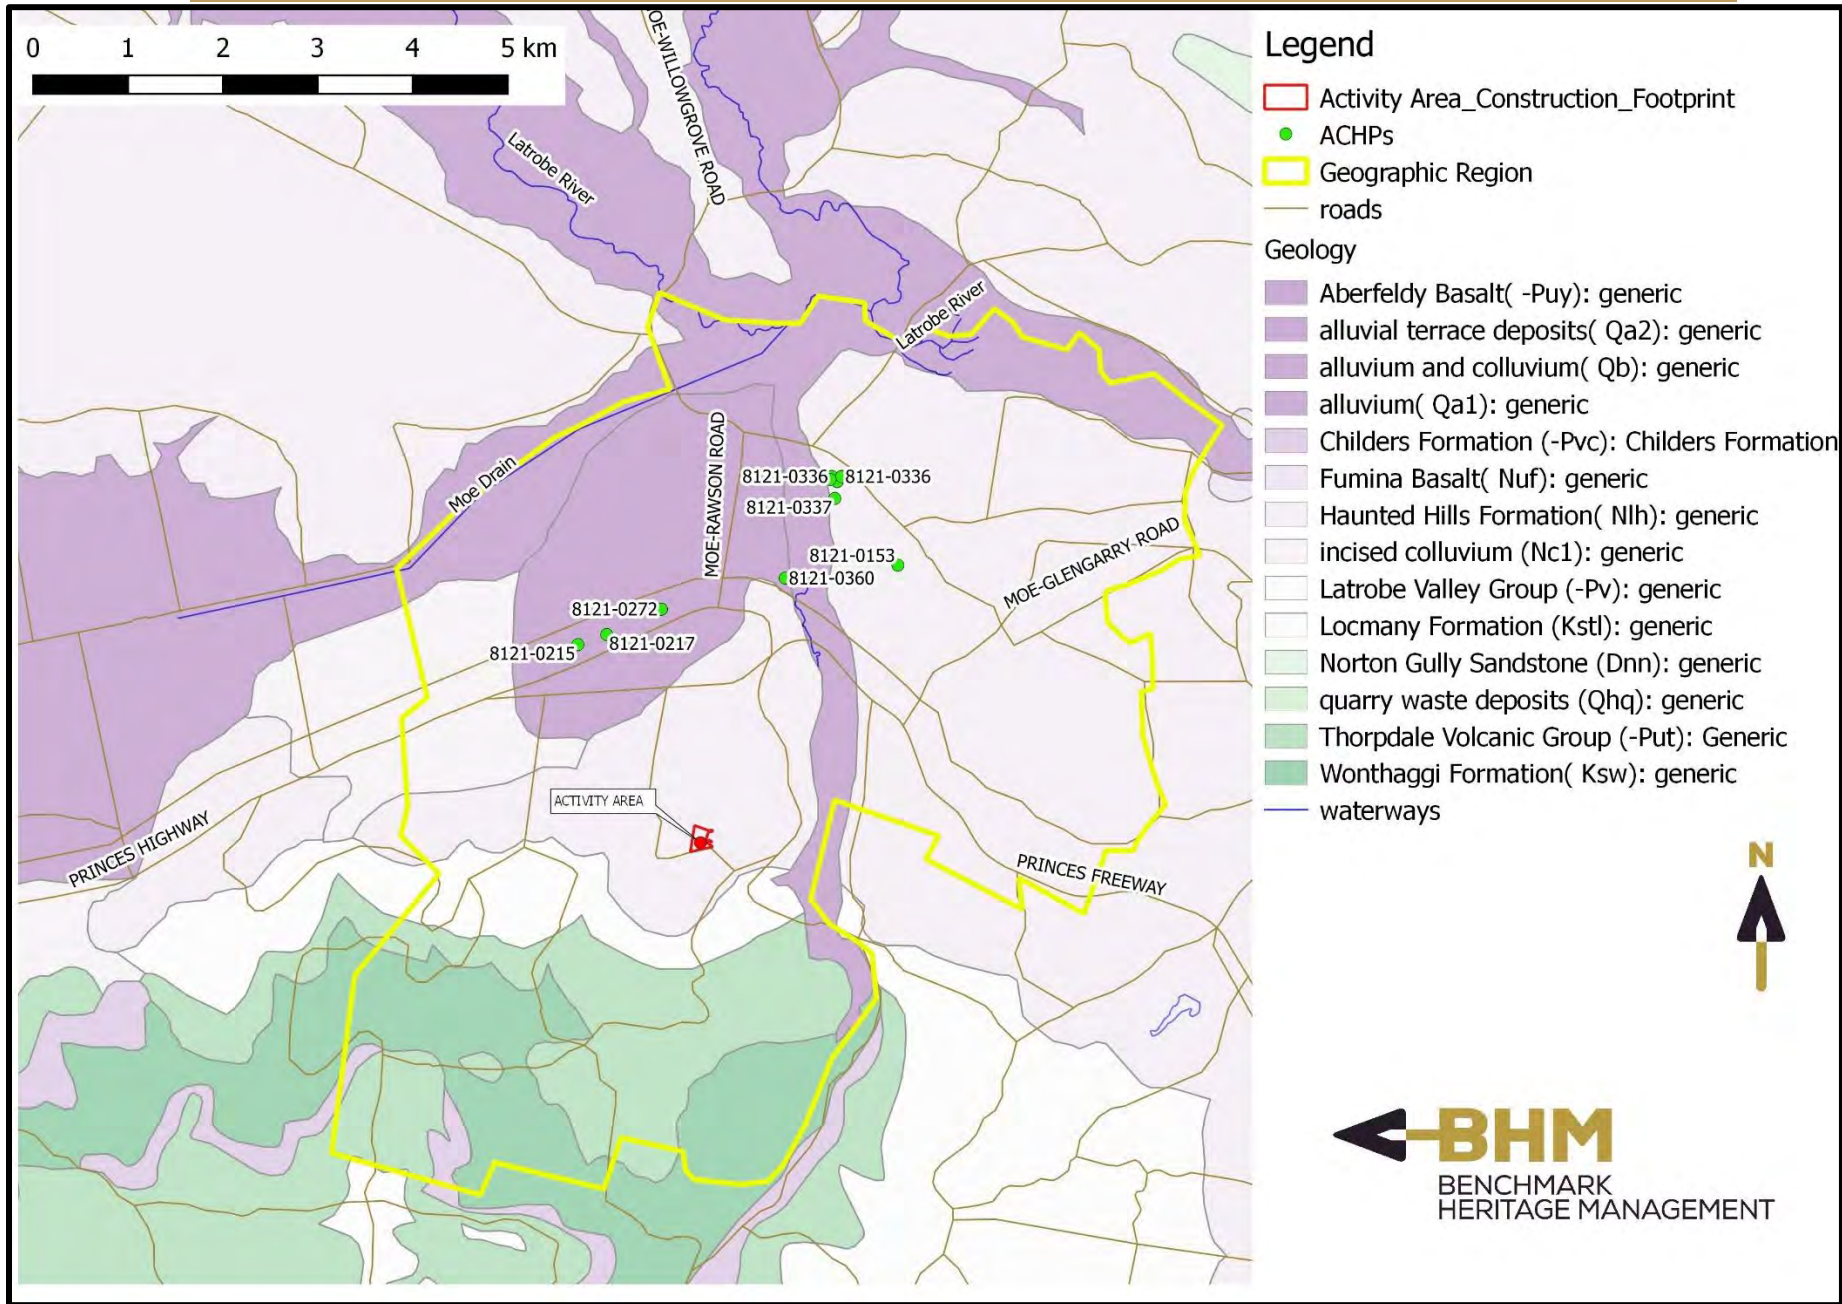 0 1 2 3 4 5 km
OE-WILLOWGROVE ROAD
Latrobe River
Latrobe River
Moe Drain
MOE-RAWSON ROAD
8121-0336
8121-0336
8121-0337
8121-0153
8121-0360
MOE-GLENGARRY ROAD
8121-0272
8121-0217
8121-0215
ACTIVITY AREA
PRINCES HIGHWAY
PRINCES FREEWAY
Legend
Activity Area_Construction_Footprint
ACHPs
Geographic Region
roads
Geology
Aberfeldy Basalt( -Puy): generic
alluvial terrace deposits( Qa2): generic
alluvium and colluvium( Qb): generic
alluvium( Qa1): generic
Childers Formation (-Pvc): Childers Formation
Fumina Basalt( Nuf): generic
Haunted Hills Formation( Nlh): generic
incised colluvium (Nc1): generic
Latrobe Valley Group (-Pv): generic
Locmany Formation (Kstl): generic
Norton Gully Sandstone (Dnn): generic
quarry waste deposits (Qhq): generic
Thorpdale Volcanic Group (-Put): Generic
Wonthaggi Formation( Ksw): generic
waterways
N
BHM
BENCHMARK
HERITAGE MANAGEMENT